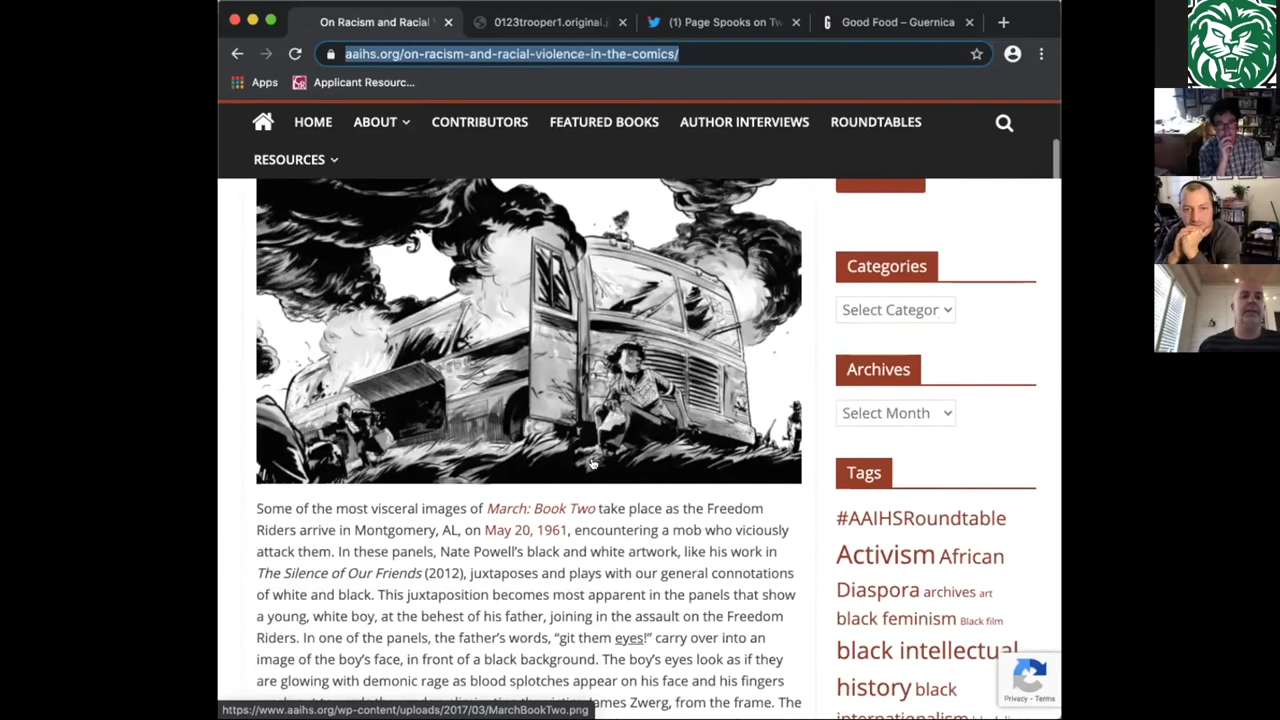 On Racism and Racial
0123trooper1.original.j
(1) Page Spooks on Tw
Good Food – Guernica
aaihs.org/on-racism-and-racial-violence-in-the-comics/
Apps
Applicant Resourc...
HOME
ABOUT
CONTRIBUTORS
FEATURED BOOKS
AUTHOR INTERVIEWS
ROUNDTABLES
RESOURCES
Some of the most visceral images of March: Book Two take place as the Freedom
Riders arrive in Montgomery, AL, on May 20, 1961, encountering a mob who viciously
attack them. In these panels, Nate Powell's black and white artwork, like his work in
The Silence of Our Friends (2012), juxtaposes and plays with our general connotations
of white and black. This juxtaposition becomes most apparent in the panels that show
a young, white boy, at the behest of his father, joining in the assault on the Freedom
Riders. In one of the panels, the father's words, "git them eyes!" carry over into an
image of the boy's face, in front of a black background. The boy's eyes look as if they
are glowing with demonic rage as blood splotches appear on his face and his fingers
James Zwerg, from the frame. The
https://www.aaihs.org/wp-content/uploads/2017/03/MarchBookTwo.png
Categories
Select Categor
Archives
Select Month
Tags
#AAIHSRoundtable
Activism African
Diaspora archives art
black feminism Black film
black intellectual
history black
internationalism
Privacy - Terms